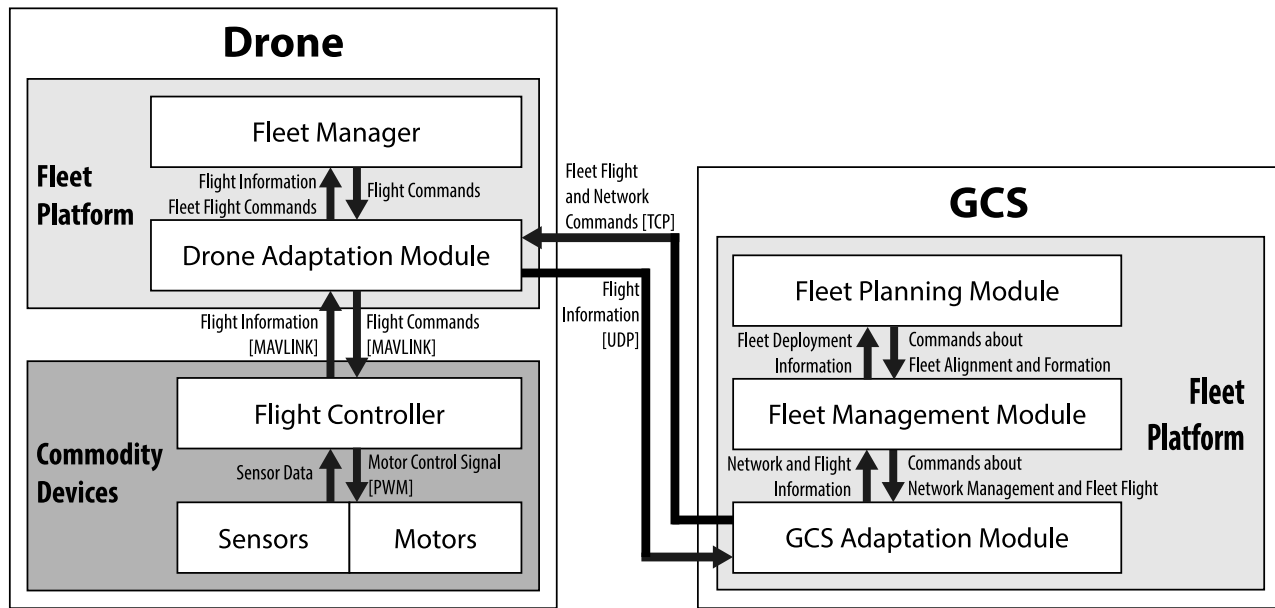 Drone
Fleet Manager
Fleet
Platform
Flight Information
Fleet Flight Commands
Flight Commands
Drone Adaptation Module
Flight Information
[MAVLINK]
Flight Commands
[MAVLINK]
Flight Controller
Commodity
Devices
Sensor Data
Motor Control Signal
[PWM]
Sensors
Motors
Fleet Flight
and Network
Commands [TCP]
Flight
Information
[UDP]
GCS
Fleet Planning Module
Fleet Deployment
Information
Commands about
Fleet Alignment and Formation
Fleet Management Module
Fleet
Platform
Network and Flight
Information
Commands about
Network Management and Fleet Flight
GCS Adaptation Module